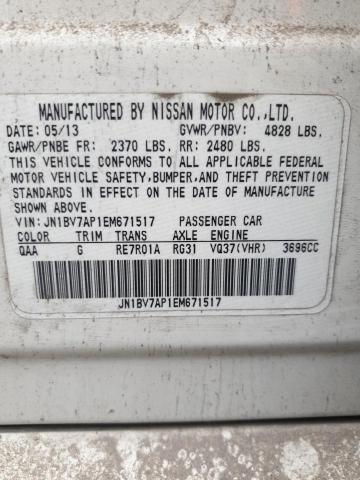 MANUFACTURED BY NISSAN MOTOR CO.,LTD.
DATE: 05/13 GVWR/PNBV: 4828 LBS.
GAWR/PNBE FR: 2370 LBS. RR: 2480 LBS.
THIS VEHICLE CONFORMS TO ALL APPLICABLE FEDERAL
MOTOR VEHICLE SAFETY,BUMPER,AND THEFT PREVENTION
STANDARDS IN EFFECT ON THE DATE OF MANUFACTURE
SHOWN ABOVE.
VIN: JN1BV7AP1EM671517 PASSENGER CAR
COLOR TRIM TRANS AXLE ENGINE
QAA G RE7R01A RG31 VQ37(VHR) 3696CC
JN1BV7AP1EM671517